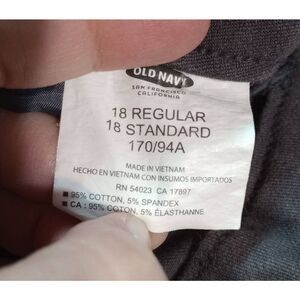 OLD NAVY
SAN FRANCISCO
CALIFORNIA
18 REGULAR
18 STANDARD
170/94A
MADE IN VIETNAM
HECHO EN VIETNAM CON INSUMOS IMPORTADOS
RN 54023 CA 17897
■ 95% COTTON, 5% SPANDEX
■ CA : 95% COTON, 5% ÉLASTHANNE